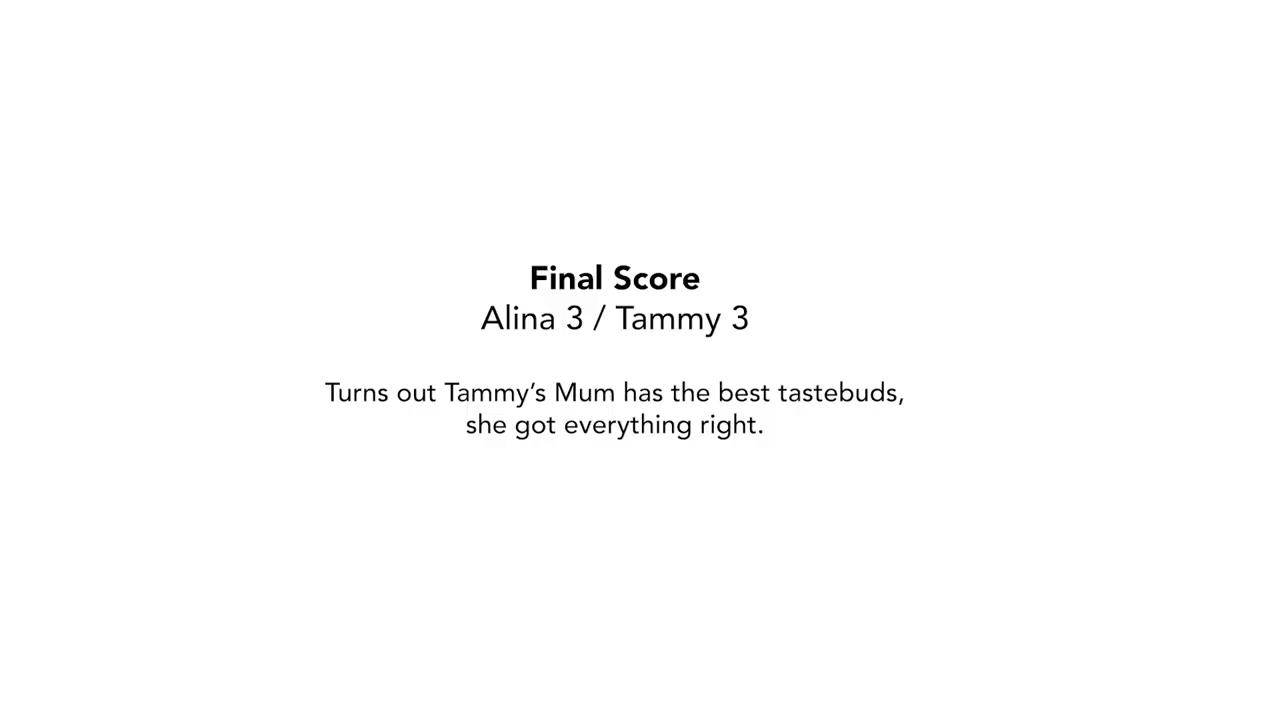 Final Score
Alina 3 / Tammy 3
Turns out Tammy‘s Mum has the best tastebuds,
she got everything right.